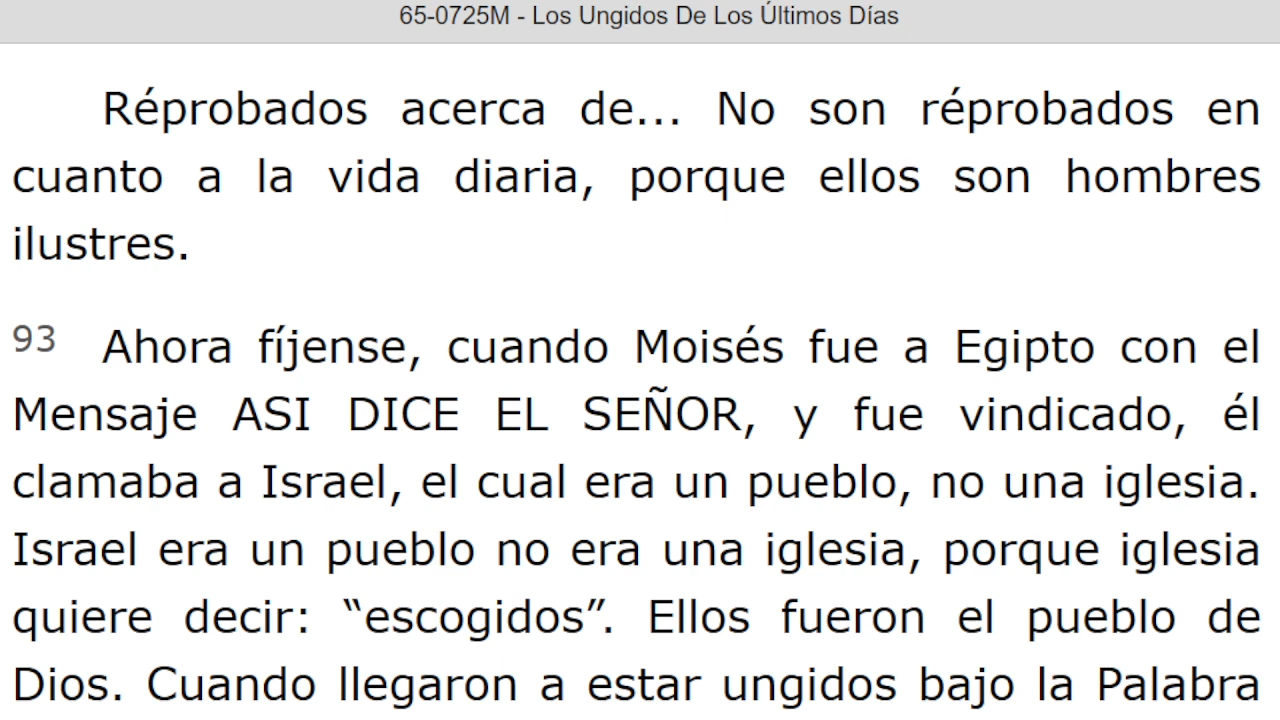 65-0725M - Los Ungidos De Los Últimos Días
Réprobados acerca de... No son réprobados en
cuanto a la vida diaria, porque ellos son hombres
ilustres.
93 Ahora fíjense, cuando Moisés fue a Egipto con el
Mensaje ASI DICE EL SEÑOR, y fue vindicado, él
clamaba a Israel, el cual era un pueblo, no una iglesia.
Israel era un pueblo no era una iglesia, porque iglesia
quiere decir: “escogidos”. Ellos fueron el pueblo de
Dios. Cuando llegaron a estar ungidos bajo la Palabra